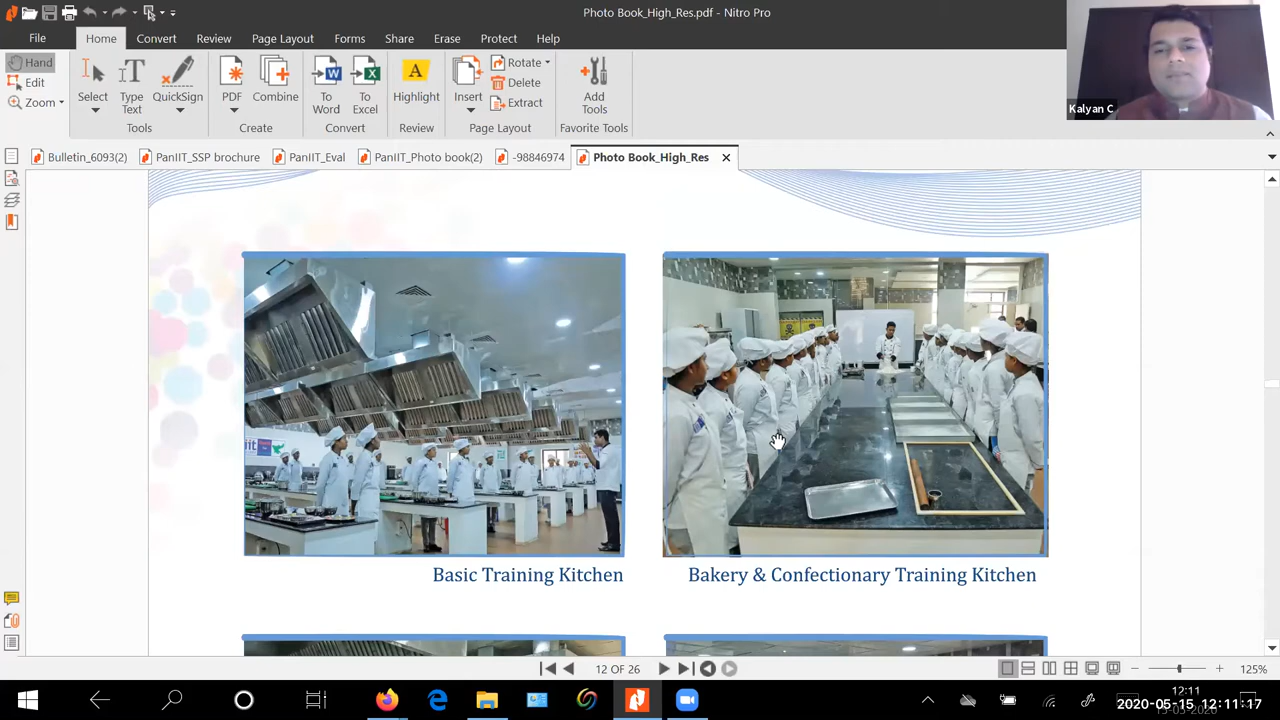 Photo Book_High_Res.pdf - Nitro Pro
File Home Convert Review Page Layout Forms Share Erase Protect Help
Hand
Edit
Zoom
Select
Type Text
QuickSign
Tools
PDF
Combine
Create
To Word
To Excel
Convert
Highlight
Review
Insert
Rotate
Delete
Extract
Page Layout
Add Tools
Favorite Tools
Kalyan C
Bulletin_6093(2) PanIIT_SSP brochure PanIIT_Eval PanIIT_Photo book(2) -98846974 Photo Book_High_Res
Basic Training Kitchen
Bakery & Confectionary Training Kitchen
12 OF 26
125%
12:11
2020-05-15 12:11:17